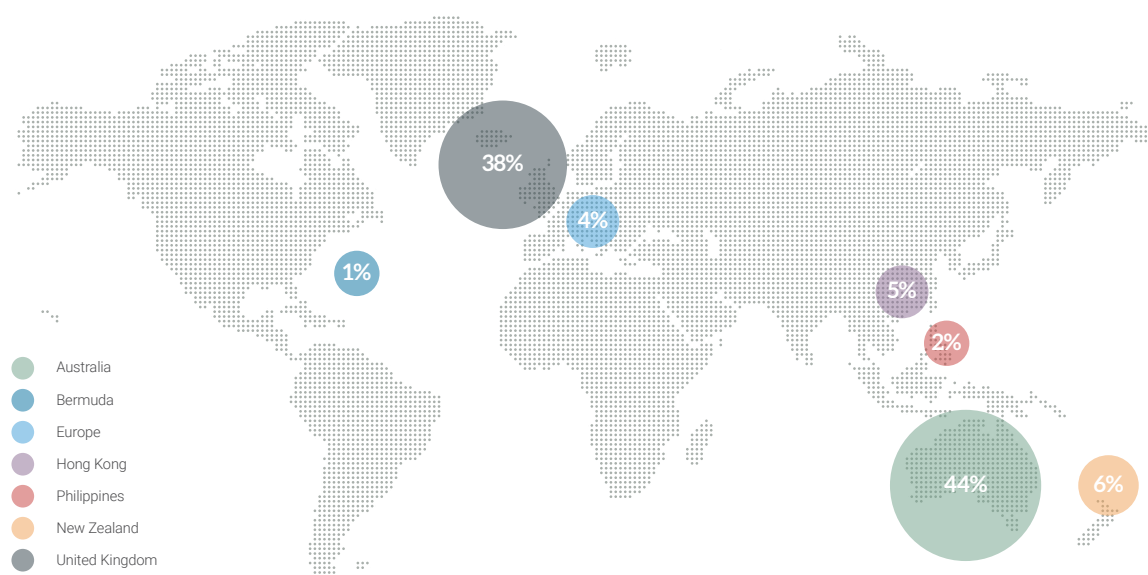 38%
4%
1%
5%
2%
44%
6%
Australia
Bermuda
Europe
Hong Kong
Philippines
New Zealand
United Kingdom